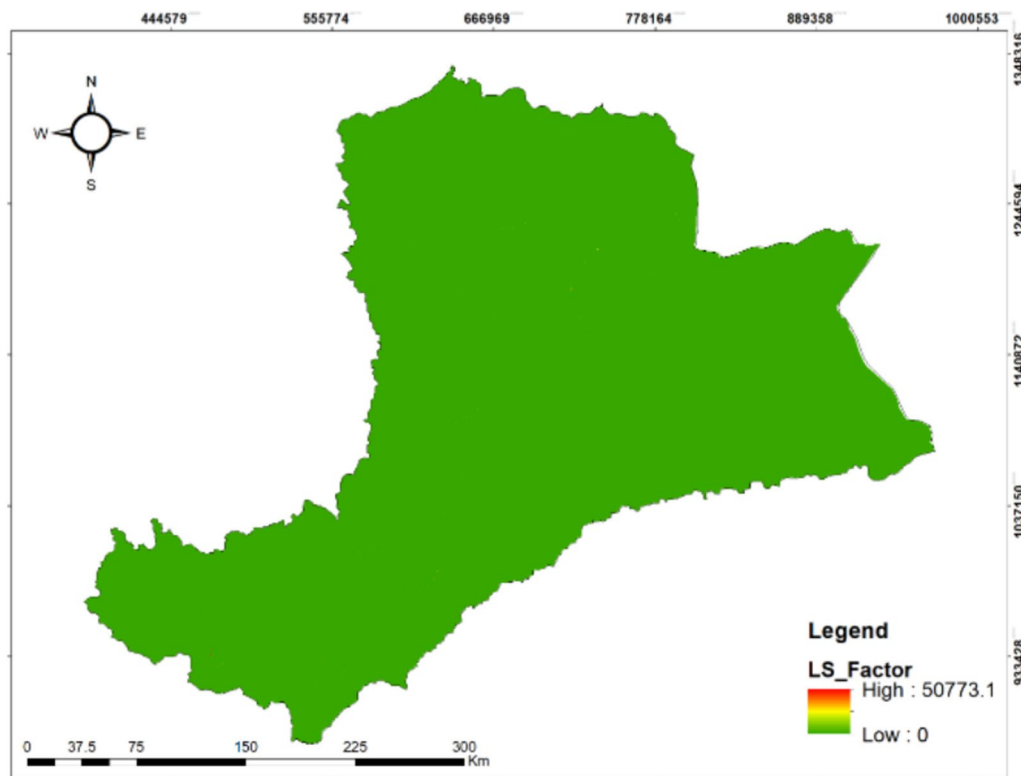 444579 555774 666969 778164 889358 1000553
1348316
N
W E
S
1244594
1140872
1037150
933428
Legend
LS_Factor
High : 50773.1
Low : 0
0 37.5 75 150 225 300
Km